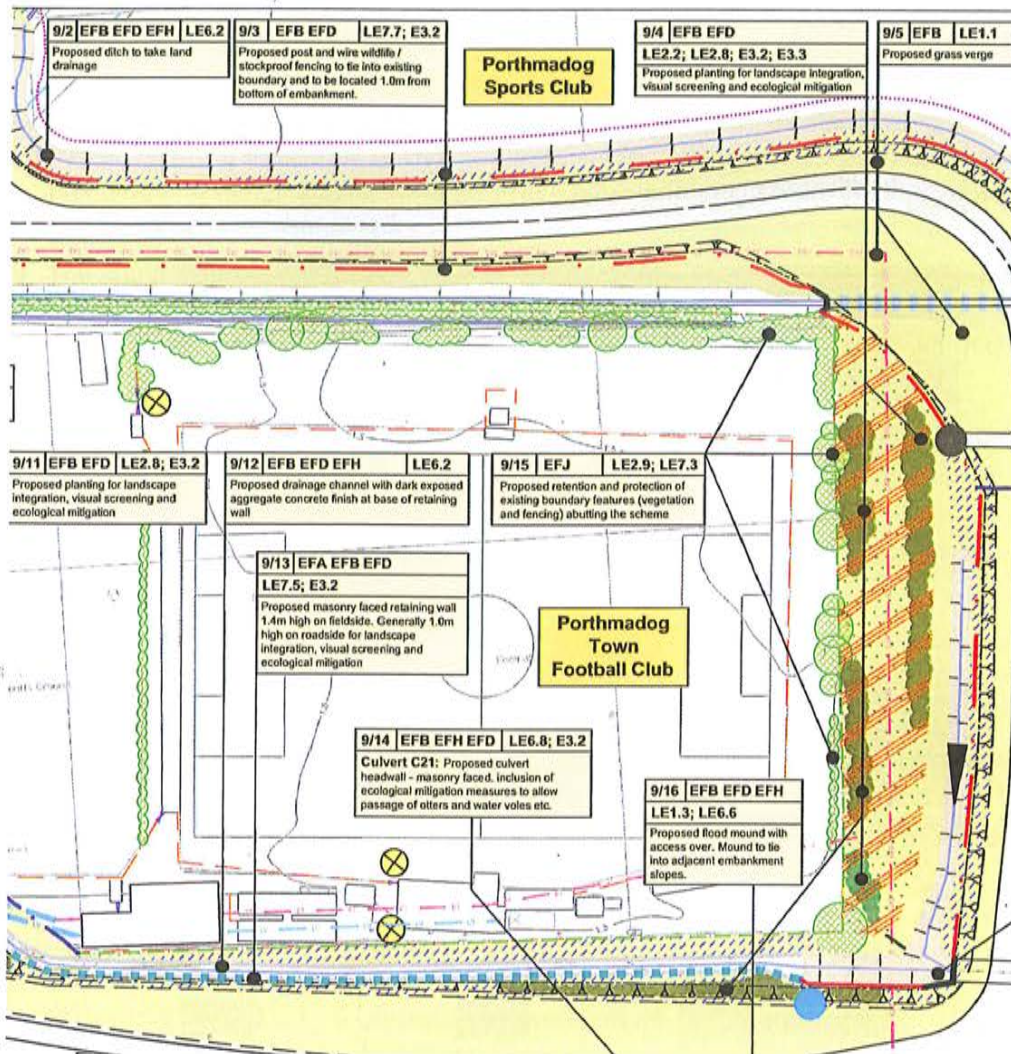 9/2 EFB EFD EFH LE6.2
Proposed ditch to take land
drainage
9/3 EFB EFD LE7.7; E3.2
Proposed post and wire wildlife /
stockproof fencing to tie into existing
boundary and to be located 1.0m from
bottom of embankment.
Porthmadog
Sports Club
9/4 EFB EFD
LE2.2; LE2.8; E3.2; E3.3
Proposed planting for landscape integration,
visual screening and ecological mitigation
9/5 EFB LE1.1
Proposed grass verge
9/11 EFB EFD LE2.8; E3.2
Proposed planting for landscape
integration, visual screening and
ecological mitigation
9/12 EFB EFD EFH LE6.2
Proposed drainage channel with dark exposed
aggregate concrete finish at base of retaining
wall
9/15 EFJ LE2.9; LE7.3
Proposed retention and protection of
existing boundary features (vegetation
and fencing) abutting the scheme
9/13 EFA EFB EFD
LE7.5; E3.2
Proposed masonry faced retaining wall
1.4m high on fieldside. Generally 1.0m
high on roadside for landscape
integration, visual screening and
ecological mitigation
Porthmadog
Town
Football Club
9/14 EFB EFH EFD LE6.8; E3.2
Culvert C21: Proposed culvert
headwall - masonry faced. inclusion of
ecological mitigation measures to allow
passage of otters and water voles etc.
9/16 EFB EFD EFH
LE1.3; LE6.6
Proposed flood mound with
access over. Mound to tie
into adjacent embankment
slopes.